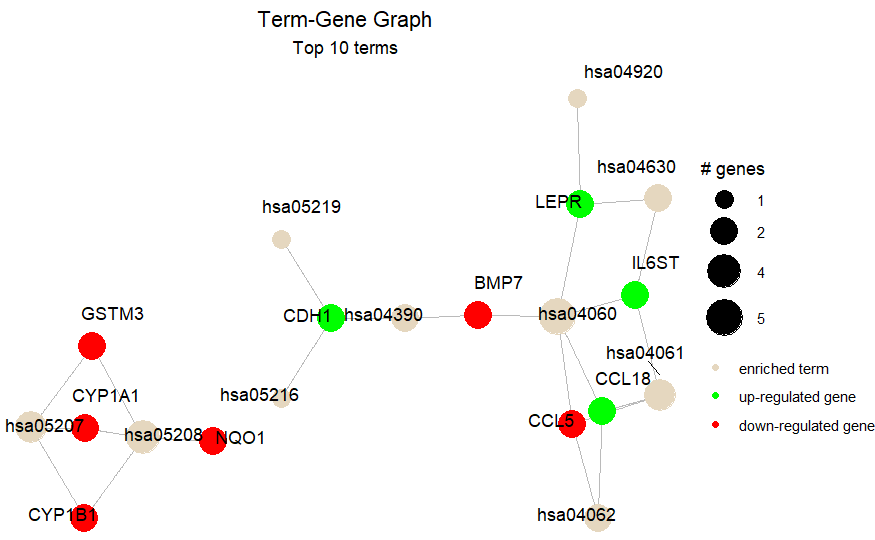 Term-Gene Graph
Top 10 terms
hsa04920
hsa04630
# genes
1
2
4
5
LEPR
hsa05219
IL6ST
BMP7
GSTM3
CDH1
hsa04390
hsa04060
hsa04061
enriched term
CCL18
up-regulated gene
CYP1A1
hsa05216
CCL5
down-regulated gene
hsa05207
hsa05208
NQO1
CYP1B1
hsa04062